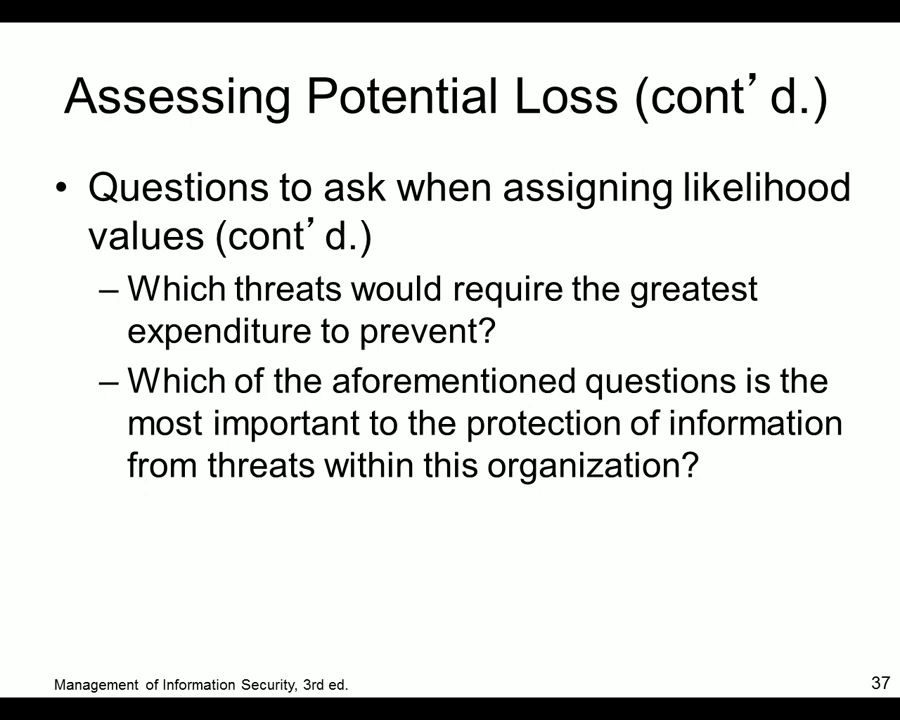 Assessing Potential Loss (cont’d.)
• Questions to ask when assigning likelihood
values (cont’d.)
– Which threats would require the greatest
expenditure to prevent?
– Which of the aforementioned questions is the
most important to the protection of information
from threats within this organization?
Management of Information Security, 3rd ed.
37